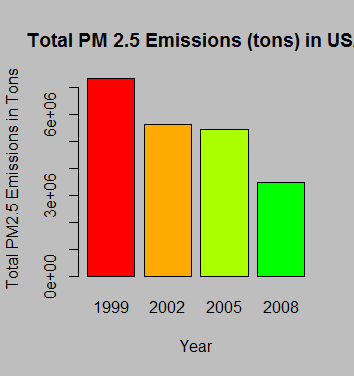 Total PM 2.5 Emissions (tons) in US
Total PM2.5 Emissions in Tons
6e+06
3e+06
0e+00
1999 2002 2005 2008
Year